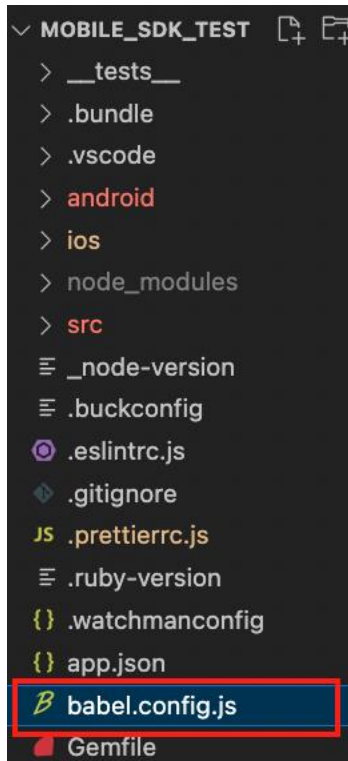 MOBILE_SDK_TEST
__tests__
.bundle
.vscode
android
ios
node_modules
src
_node-version
.buckconfig
.eslintrc.js
.gitignore
JS .prettierrc.js
.ruby-version
{} .watchmanconfig
{} app.json
B babel.config.js
Gemfile